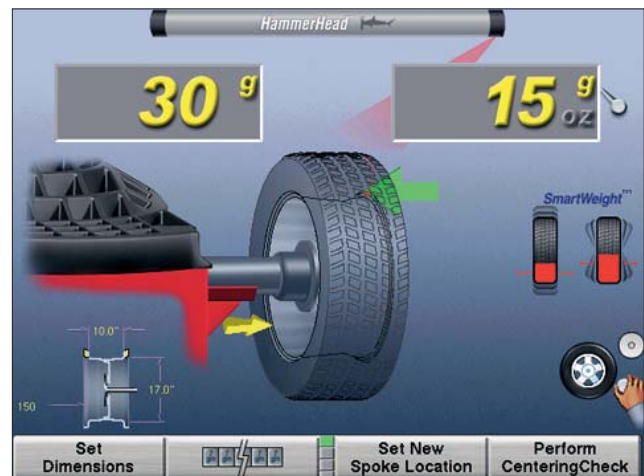 HammerHead
30 g
15 g
oz
SmartWeight™
10.0"
17.0"
150
Set
Dimensions
Set New
Spoke Location
Perform
CenteringCheck